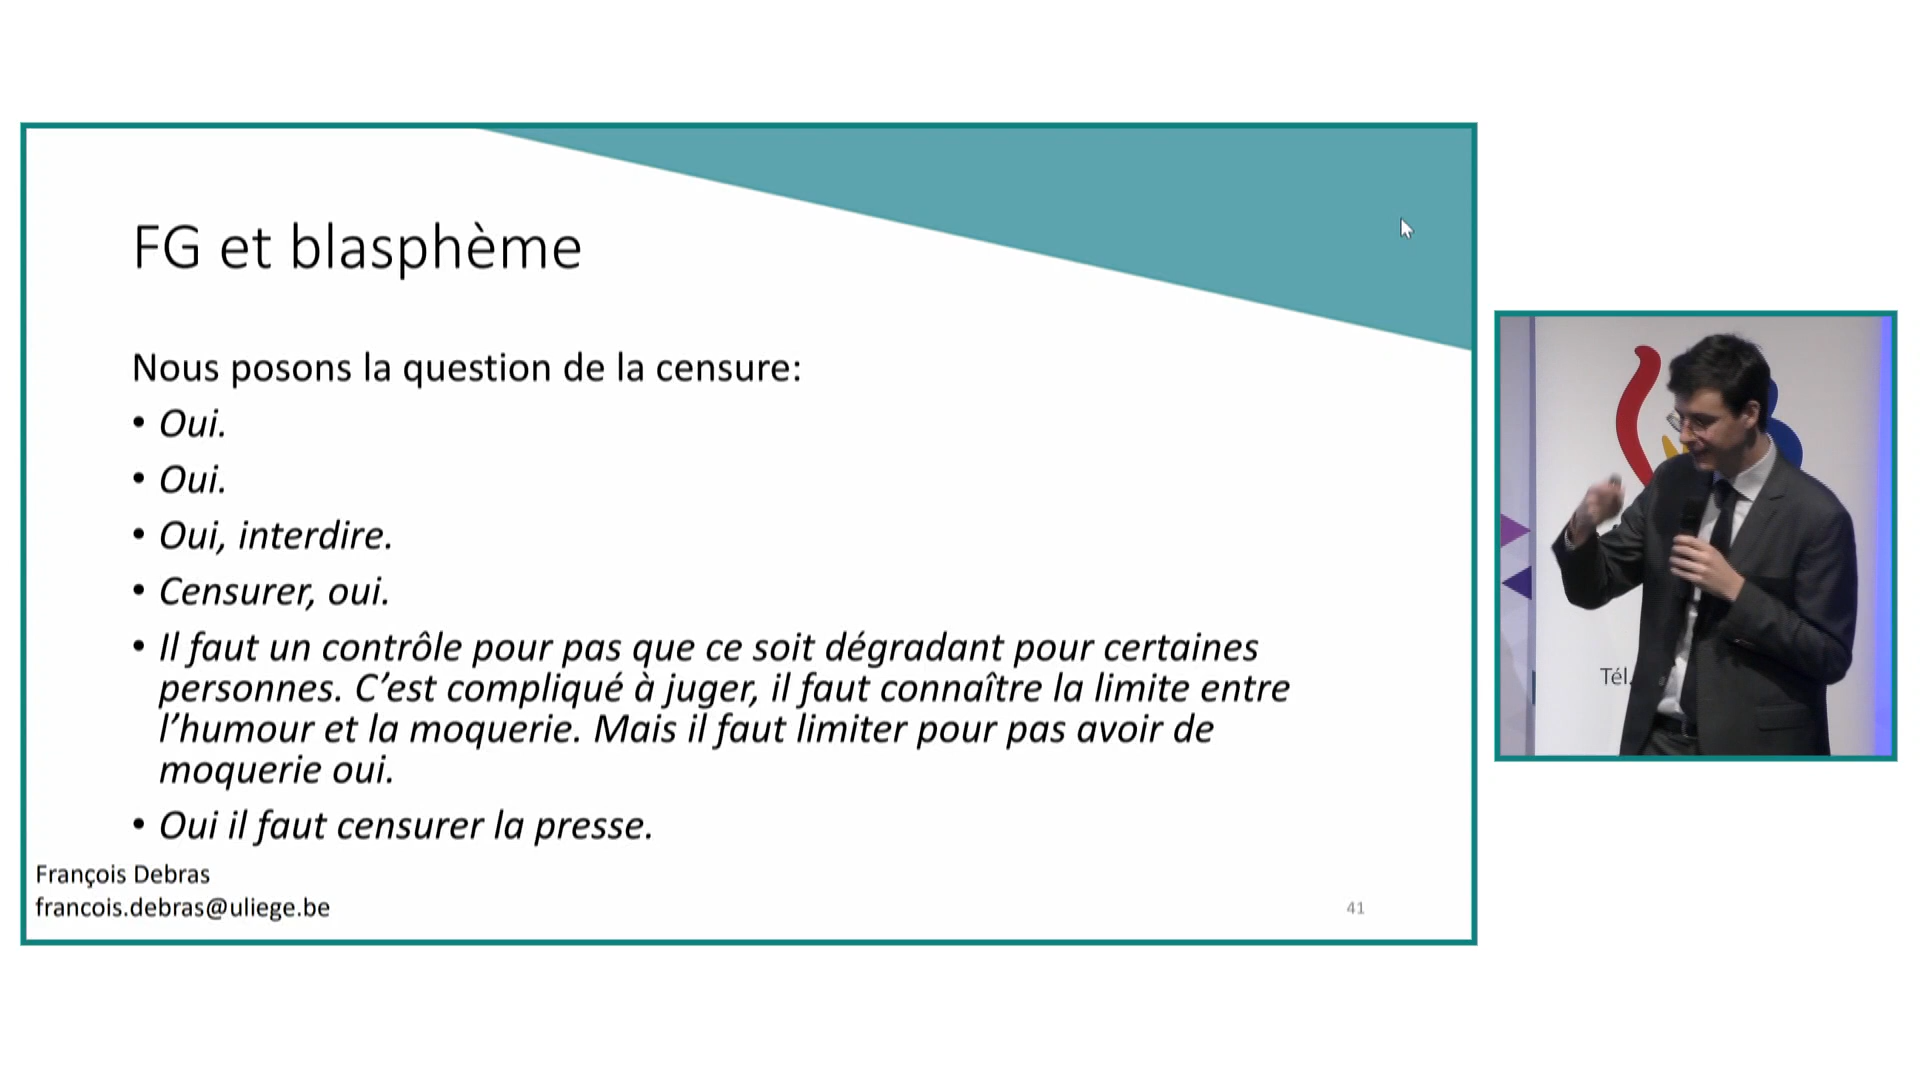 FG et blasphème
Nous posons la question de la censure:
• Oui.
• Oui.
• Oui, interdire.
• Censurer, oui.
• Il faut un contrôle pour pas que ce soit dégradant pour certaines
personnes. C’est compliqué à juger, il faut connaître la limite entre
l’humour et la moquerie. Mais il faut limiter pour pas avoir de
moquerie oui.
• Oui il faut censurer la presse.
François Debras
francois.debras@uliege.be
41
Tél.